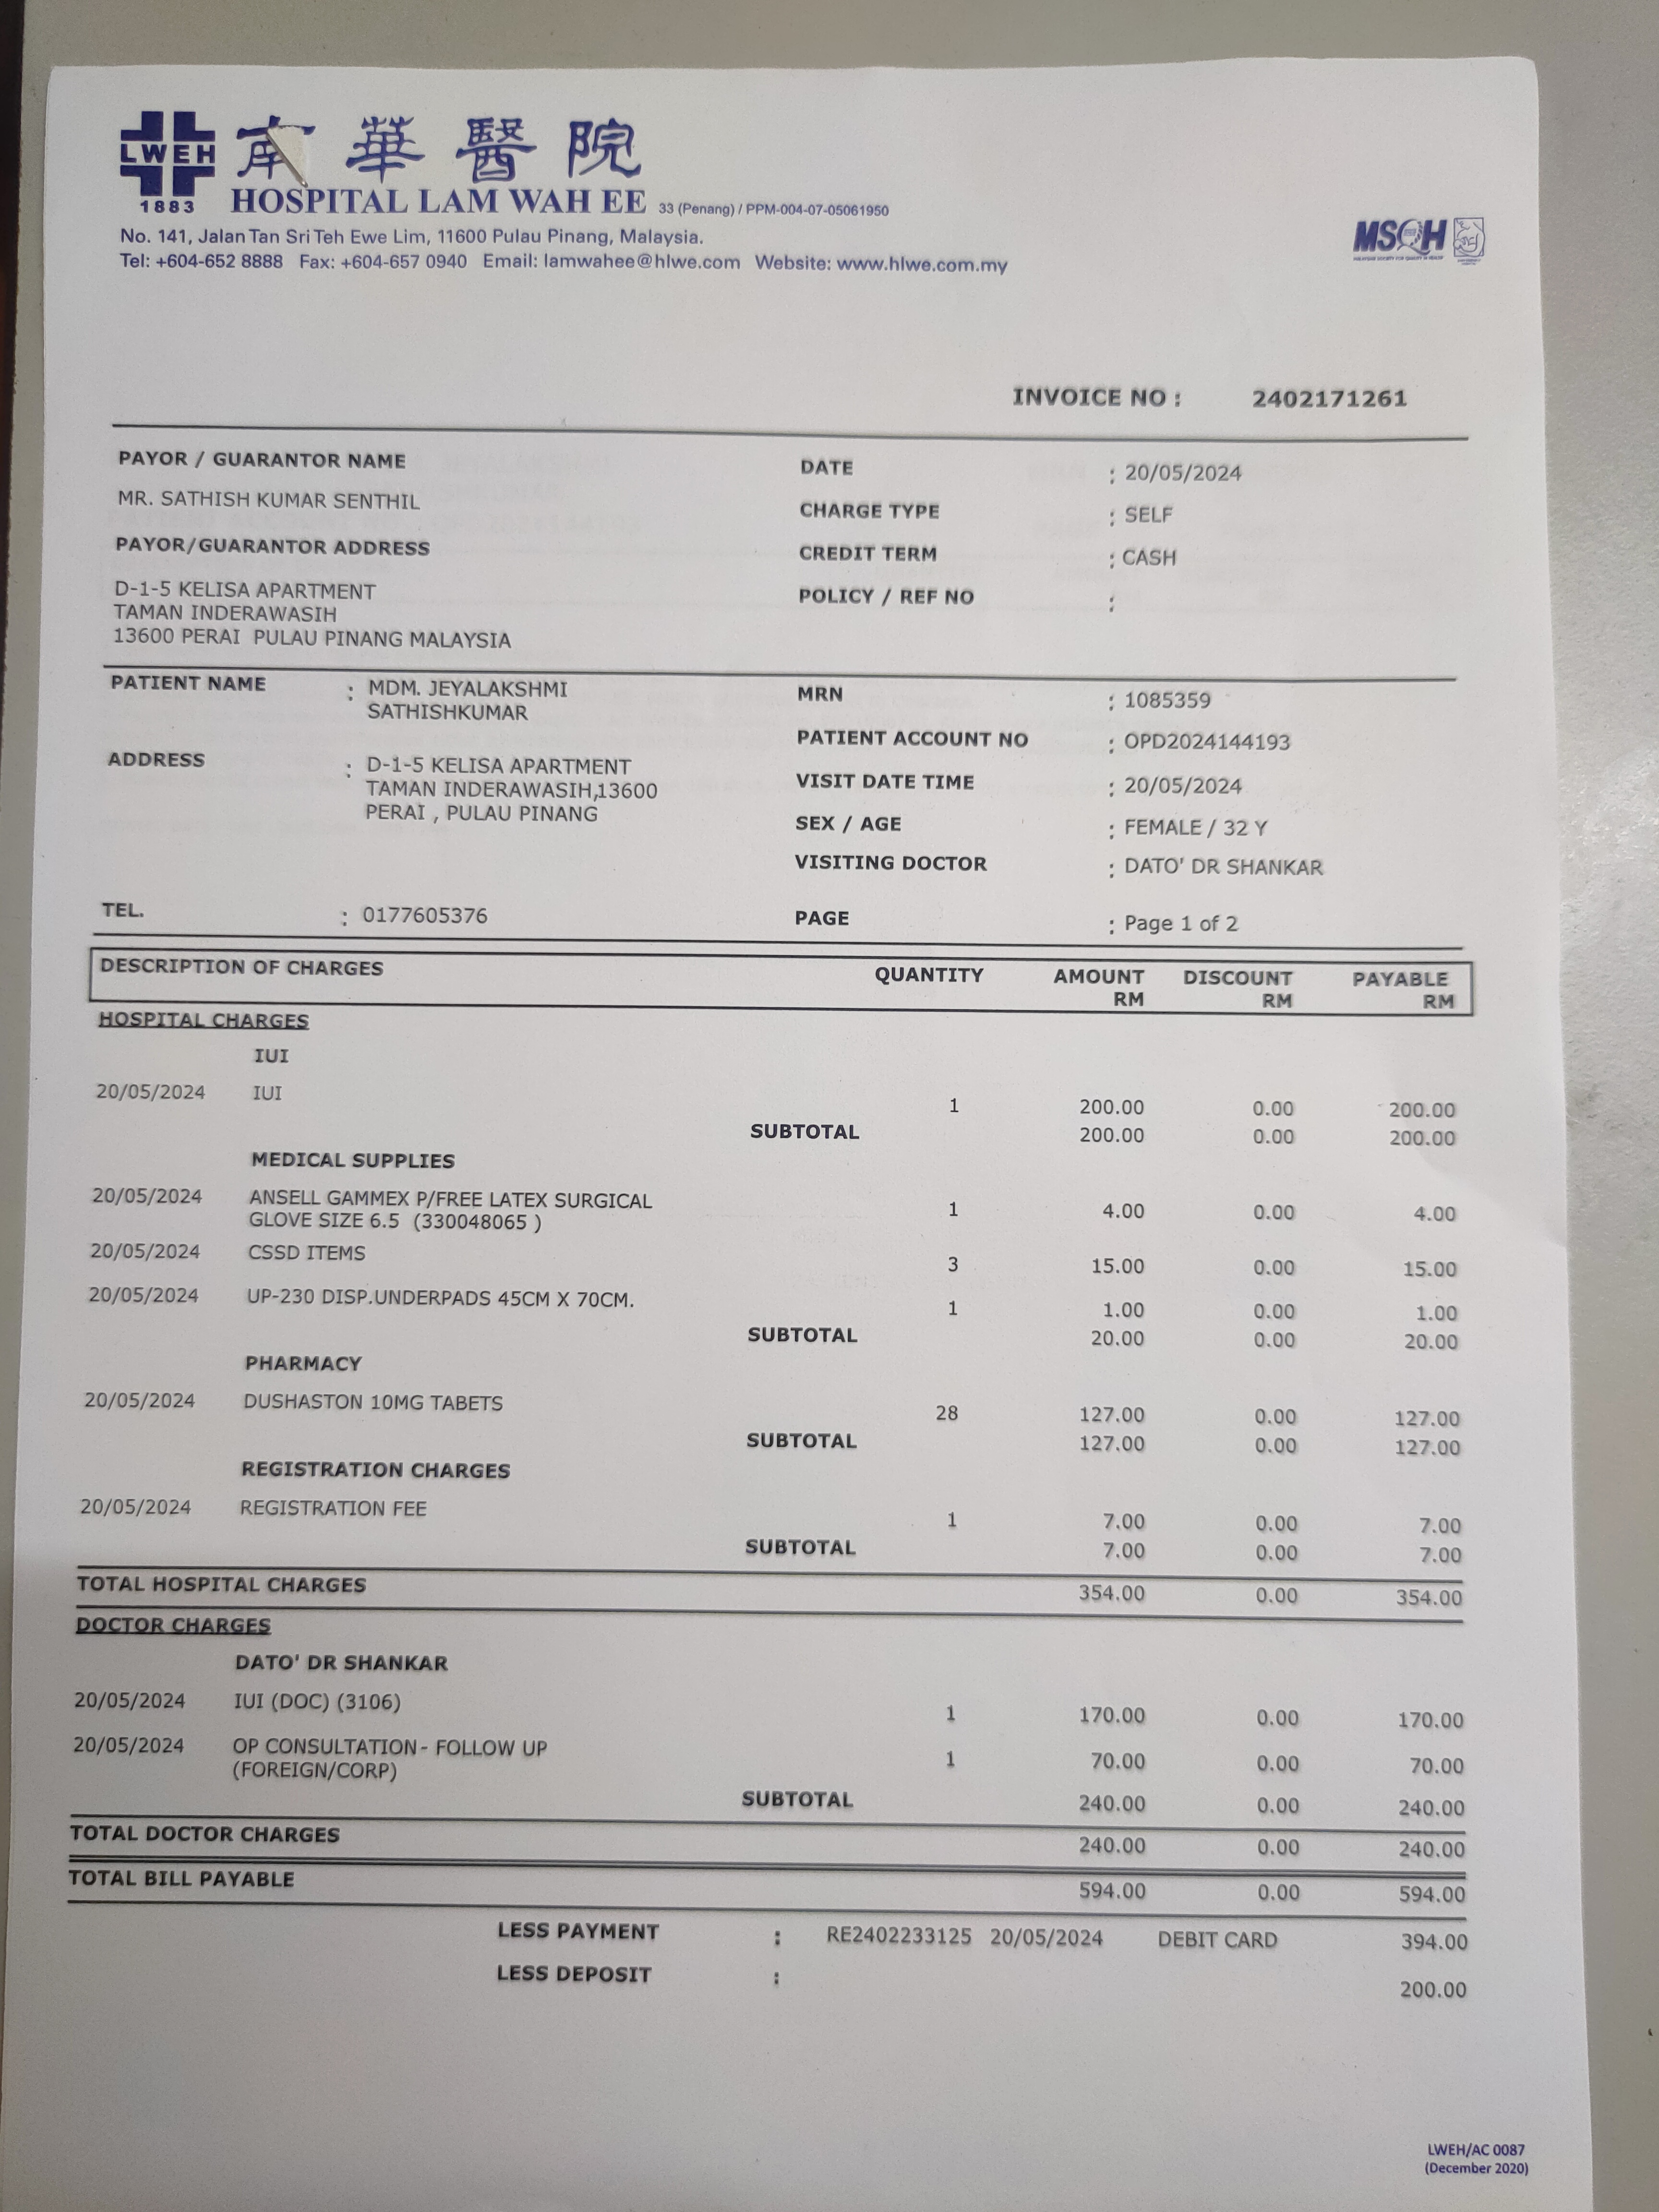 LWEH
1883
南華醫院
HOSPITAL LAM WAH EE 33 (Penang) / PPM-004-07-05061950
No. 141, Jalan Tan Sri Teh Ewe Lim, 11600 Pulau Pinang, Malaysia.
Tel: +604-652 8888 Fax: +604-657 0940 Email: lamwahee@hlwe.com Website: www.hlwe.com.my
MSQH
INVOICE NO : 2402171261
PAYOR / GUARANTOR NAME
MR. SATHISH KUMAR SENTHIL
PAYOR/GUARANTOR ADDRESS
D-1-5 KELISA APARTMENT
TAMAN INDERAWASIH
13600 PERAI PULAU PINANG MALAYSIA
DATE : 20/05/2024
CHARGE TYPE : SELF
CREDIT TERM : CASH
POLICY / REF NO :
PATIENT NAME : MDM. JEYALAKSHMI
SATHISHKUMAR
ADDRESS : D-1-5 KELISA APARTMENT
TAMAN INDERAWASIH,13600
PERAI , PULAU PINANG
TEL. : 0177605376
MRN : 1085359
PATIENT ACCOUNT NO : OPD2024144193
VISIT DATE TIME : 20/05/2024
SEX / AGE : FEMALE / 32 Y
VISITING DOCTOR : DATO' DR SHANKAR
PAGE : Page 1 of 2
DESCRIPTION OF CHARGES QUANTITY AMOUNT DISCOUNT PAYABLE
RM RM RM
HOSPITAL CHARGES
IUI
20/05/2024 IUI 1 200.00 0.00 200.00
SUBTOTAL 200.00 0.00 200.00
MEDICAL SUPPLIES
20/05/2024 ANSELL GAMMEX P/FREE LATEX SURGICAL
GLOVE SIZE 6.5 (330048065 ) 1 4.00 0.00 4.00
20/05/2024 CSSD ITEMS 3 15.00 0.00 15.00
20/05/2024 UP-230 DISP.UNDERPADS 45CM X 70CM. 1 1.00 0.00 1.00
SUBTOTAL 20.00 0.00 20.00
PHARMACY
20/05/2024 DUSHASTON 10MG TABETS 28 127.00 0.00 127.00
SUBTOTAL 127.00 0.00 127.00
REGISTRATION CHARGES
20/05/2024 REGISTRATION FEE 1 7.00 0.00 7.00
SUBTOTAL 7.00 0.00 7.00
TOTAL HOSPITAL CHARGES 354.00 0.00 354.00
DOCTOR CHARGES
DATO' DR SHANKAR
20/05/2024 IUI (DOC) (3106) 1 170.00 0.00 170.00
20/05/2024 OP CONSULTATION- FOLLOW UP
(FOREIGN/CORP) 1 70.00 0.00 70.00
SUBTOTAL 240.00 0.00 240.00
TOTAL DOCTOR CHARGES 240.00 0.00 240.00
TOTAL BILL PAYABLE 594.00 0.00 594.00
LESS PAYMENT : RE2402233125 20/05/2024 DEBIT CARD 394.00
LESS DEPOSIT : 200.00
LWEH/AC 0087
(December 2020)